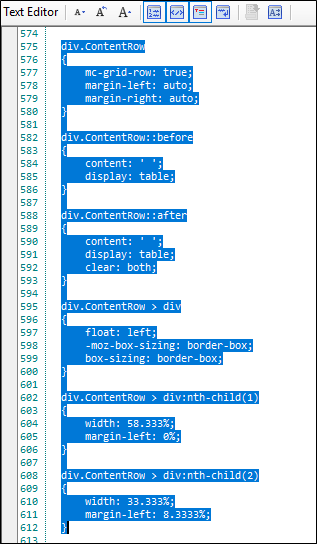 Text Editor
574
575 div.ContentRow
576 {
577 mc-grid-row: true;
578 margin-left: auto;
579 margin-right: auto;
580 }
581
582 div.ContentRow::before
583 {
584 content: ' ';
585 display: table;
586 }
587
588 div.ContentRow::after
589 {
590 content: ' ';
591 display: table;
592 clear: both;
593 }
594
595 div.ContentRow > div
596 {
597 float: left;
598 -moz-box-sizing: border-box;
599 box-sizing: border-box;
600 }
601
602 div.ContentRow > div:nth-child(1)
603 {
604 width: 58.333%;
605 margin-left: 0%;
606 }
607
608 div.ContentRow > div:nth-child(2)
609 {
610 width: 33.333%;
611 margin-left: 8.3333%;
612 }
613